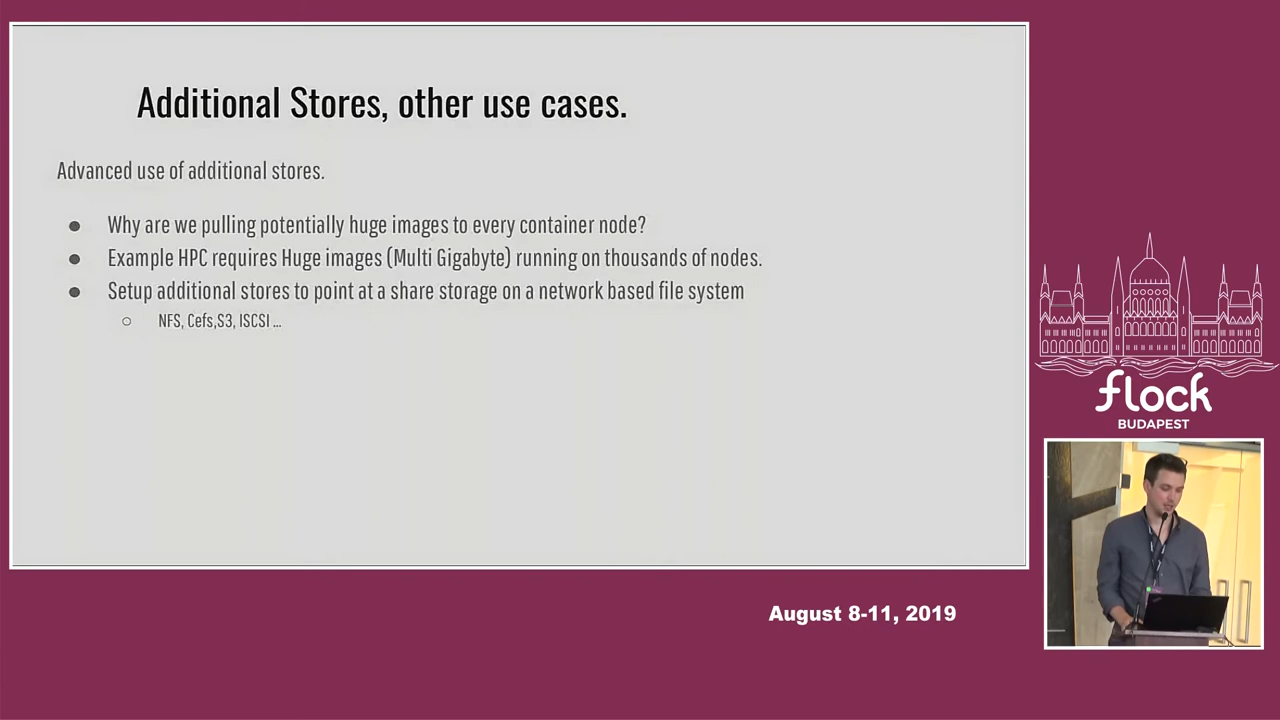 Additional Stores, other use cases.
Advanced use of additional stores.
● Why are we pulling potentially huge images to every container node?
● Example HPC requires Huge images (Multi Gigabyte) running on thousands of nodes.
● Setup additional stores to point at a share storage on a network based file system
○ NFS, Cefs,S3, ISCSI ...
flock
BUDAPEST
August 8-11, 2019